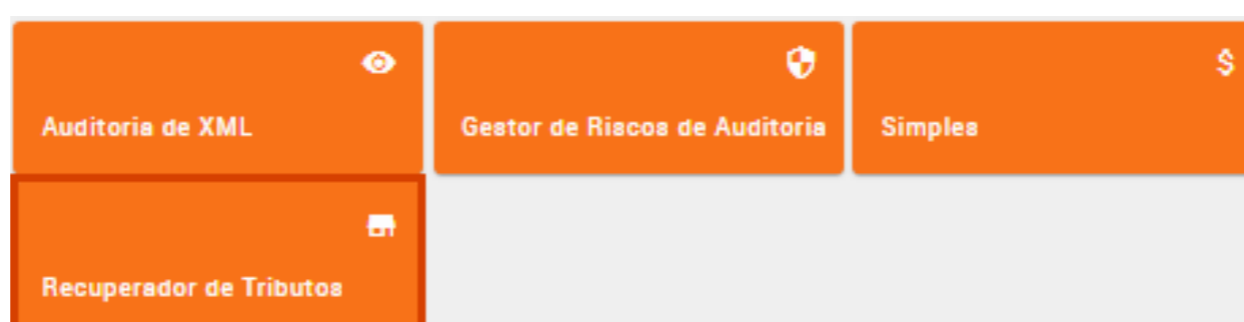 Auditoria de XML
Gestor de Riscos de Auditoria
$
Simples
Recuperador de Tributos